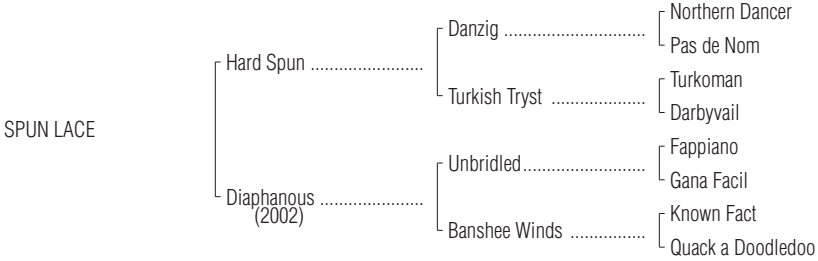 Northern Dancer
Danzig ..............................
Pas de Nom
Hard Spun ........................
Turkoman
Turkish Tryst ....................
Darbyvail
SPUN LACE
Fappiano
Unbridled..........................
Gana Facil
Diaphanous ......................
(2002)
Known Fact
Banshee Winds ................
Quack a Doodledoo